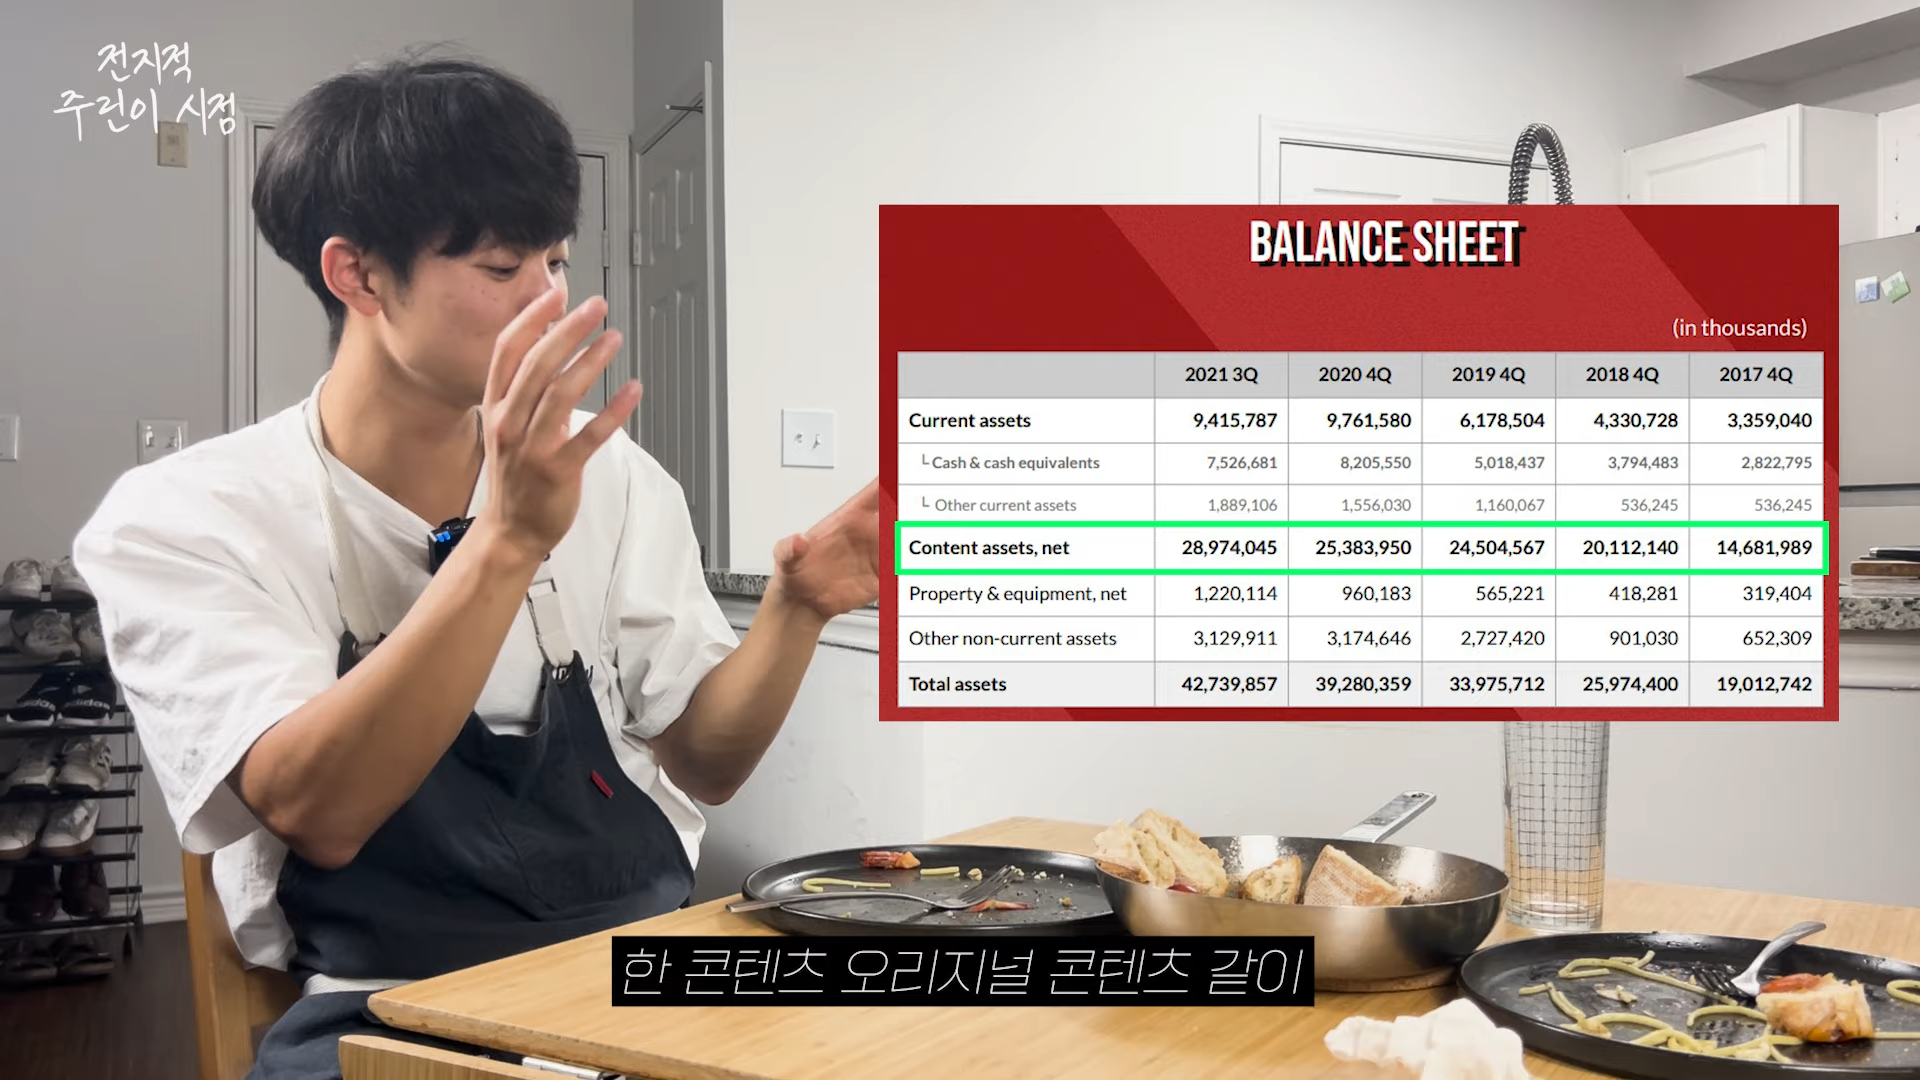 전지적
주린이 시점
BALANCE SHEET
(in thousands)
2021 3Q 2020 4Q 2019 4Q 2018 4Q 2017 4Q
Current assets 9,415,787 9,761,580 6,178,504 4,330,728 3,359,040
└ Cash & cash equivalents 7,526,681 8,205,550 5,018,437 3,794,483 2,822,795
└ Other current assets 1,889,106 1,556,030 1,160,067 536,245 536,245
Content assets, net 28,974,045 25,383,950 24,504,567 20,112,140 14,681,989
Property & equipment, net 1,220,114 960,183 565,221 418,281 319,404
Other non-current assets 3,129,911 3,174,646 2,727,420 901,030 652,309
Total assets 42,739,857 39,280,359 33,975,712 25,974,400 19,012,742
한 콘텐츠 오리지널 콘텐츠 같이